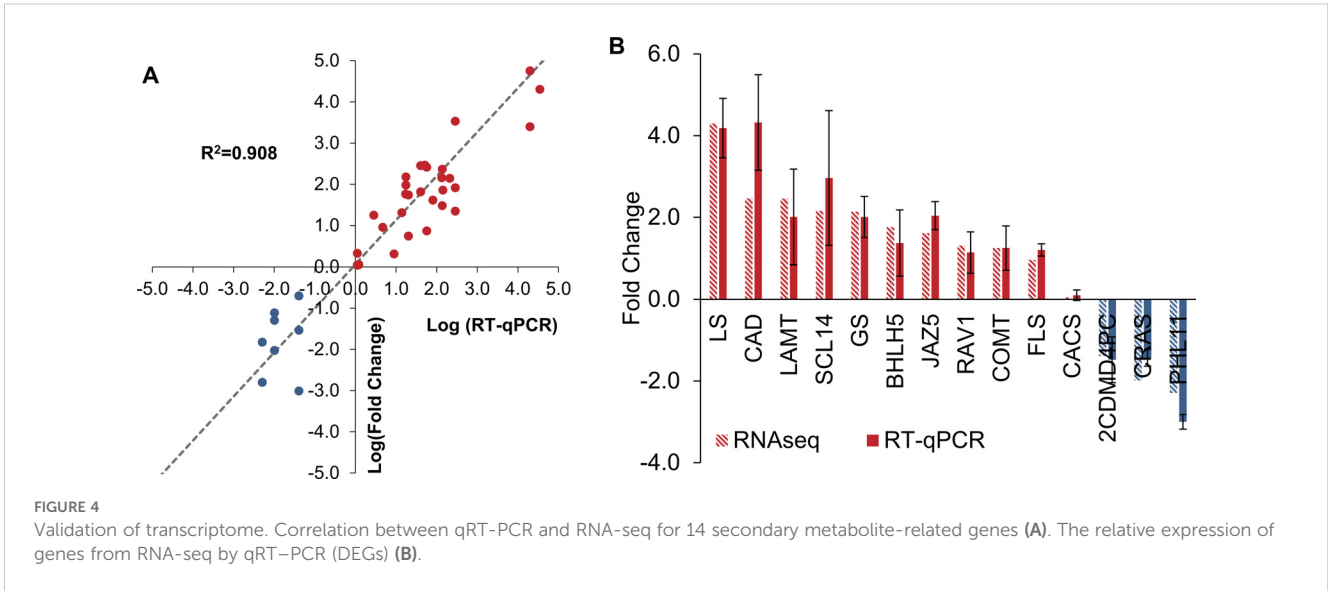 A
5.0
4.0
3.0
2.0
1.0
0.0
-1.0
-2.0
-3.0
-4.0
-5.0
-5.0 -4.0 -3.0 -2.0 -1.0 0.0 1.0 2.0 3.0 4.0 5.0
R²=0.908
Log (RT-qPCR)
Log(Fold Change)
B
6.0
4.0
2.0
0.0
-2.0
-4.0
Fold Change
LS
CAD
LAMT
SCL14
GS
BHLH5
JAZ5
RAV1
COMT
FLS
CACS
2CDMD4PC
CRAS
PHL11
RNAseq RT-qPCR
FIGURE 4
Validation of transcriptome. Correlation between qRT-PCR and RNA-seq for 14 secondary metabolite-related genes (A). The relative expression of
genes from RNA-seq by qRT–PCR (DEGs) (B).